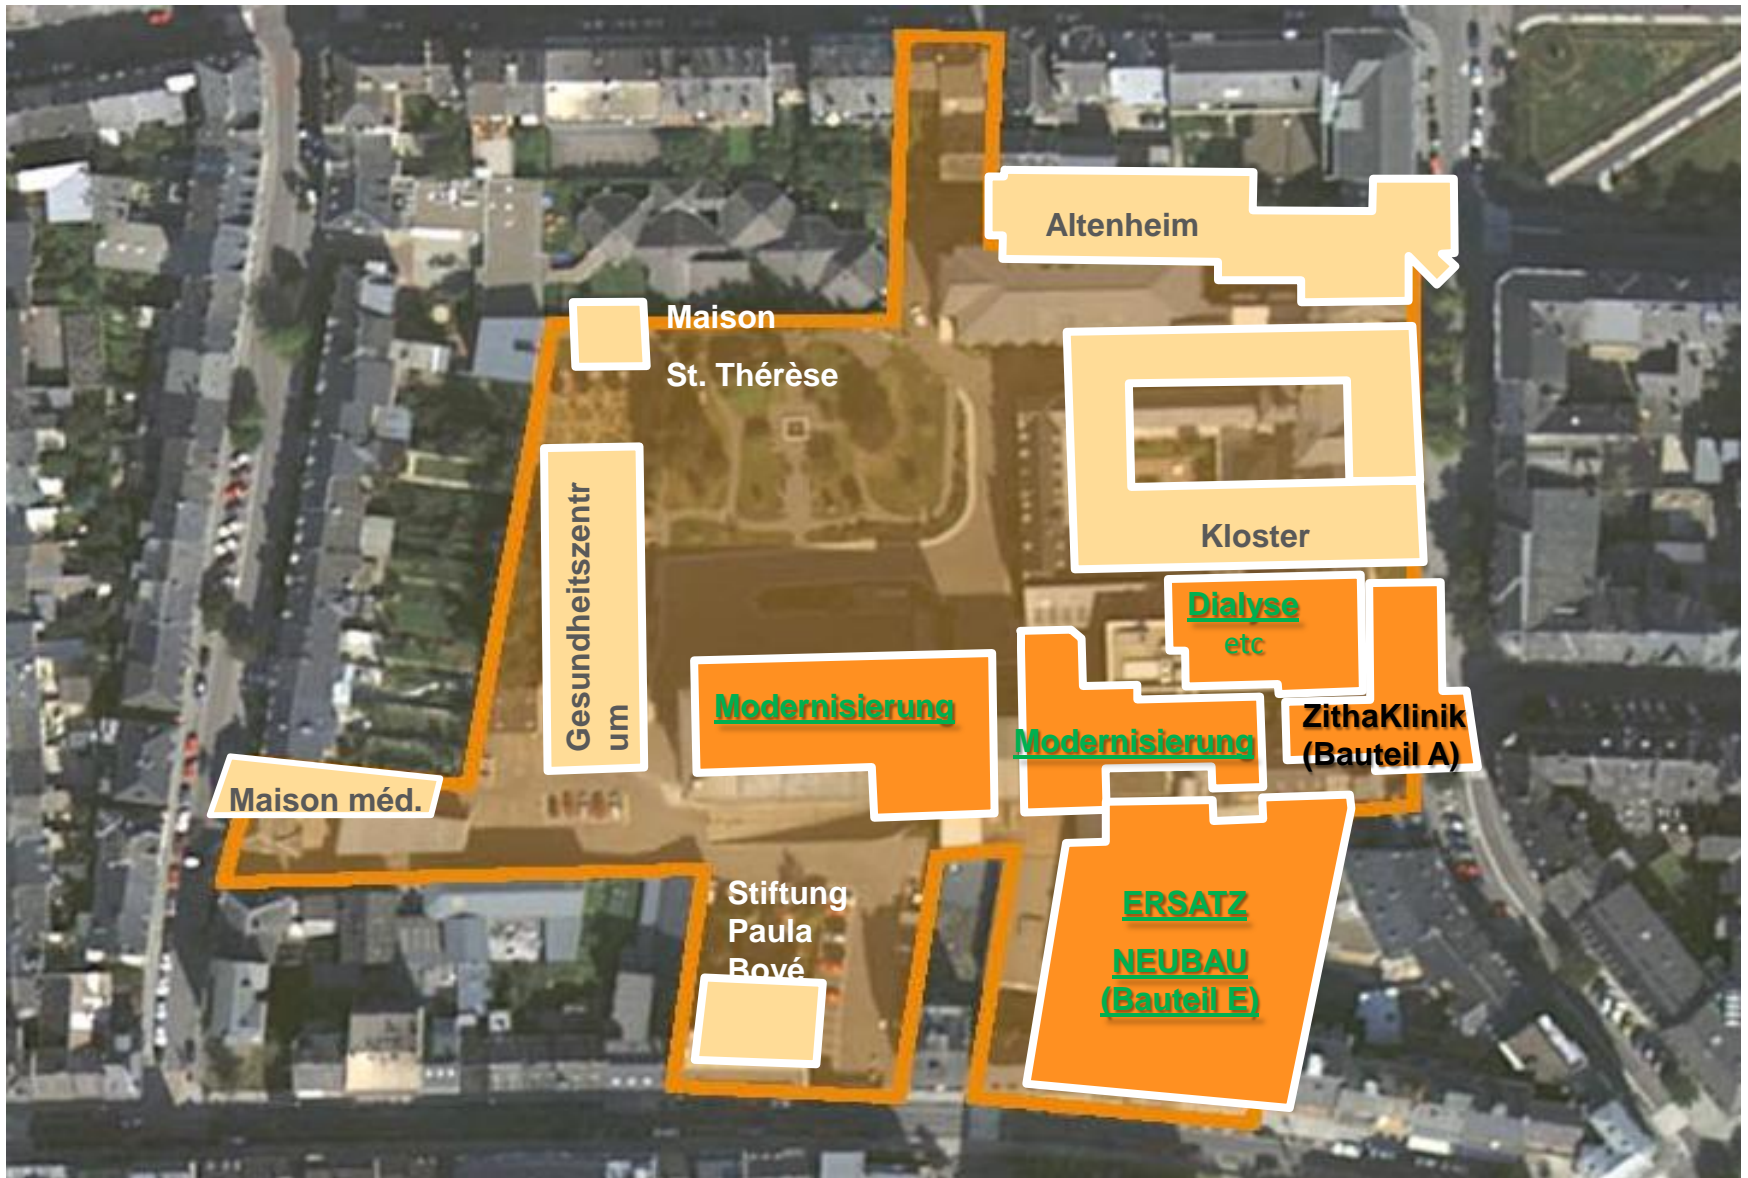 Altenheim
Maison
St. Thérèse
Kloster
Gesundheitszentr
um
Dialyse
etc
Modernisierung
Modernisierung
ZithaKlinik
(Bauteil A)
Maison méd.
Stiftung
Paula
Bové
ERSATZ
NEUBAU
(Bauteil E)